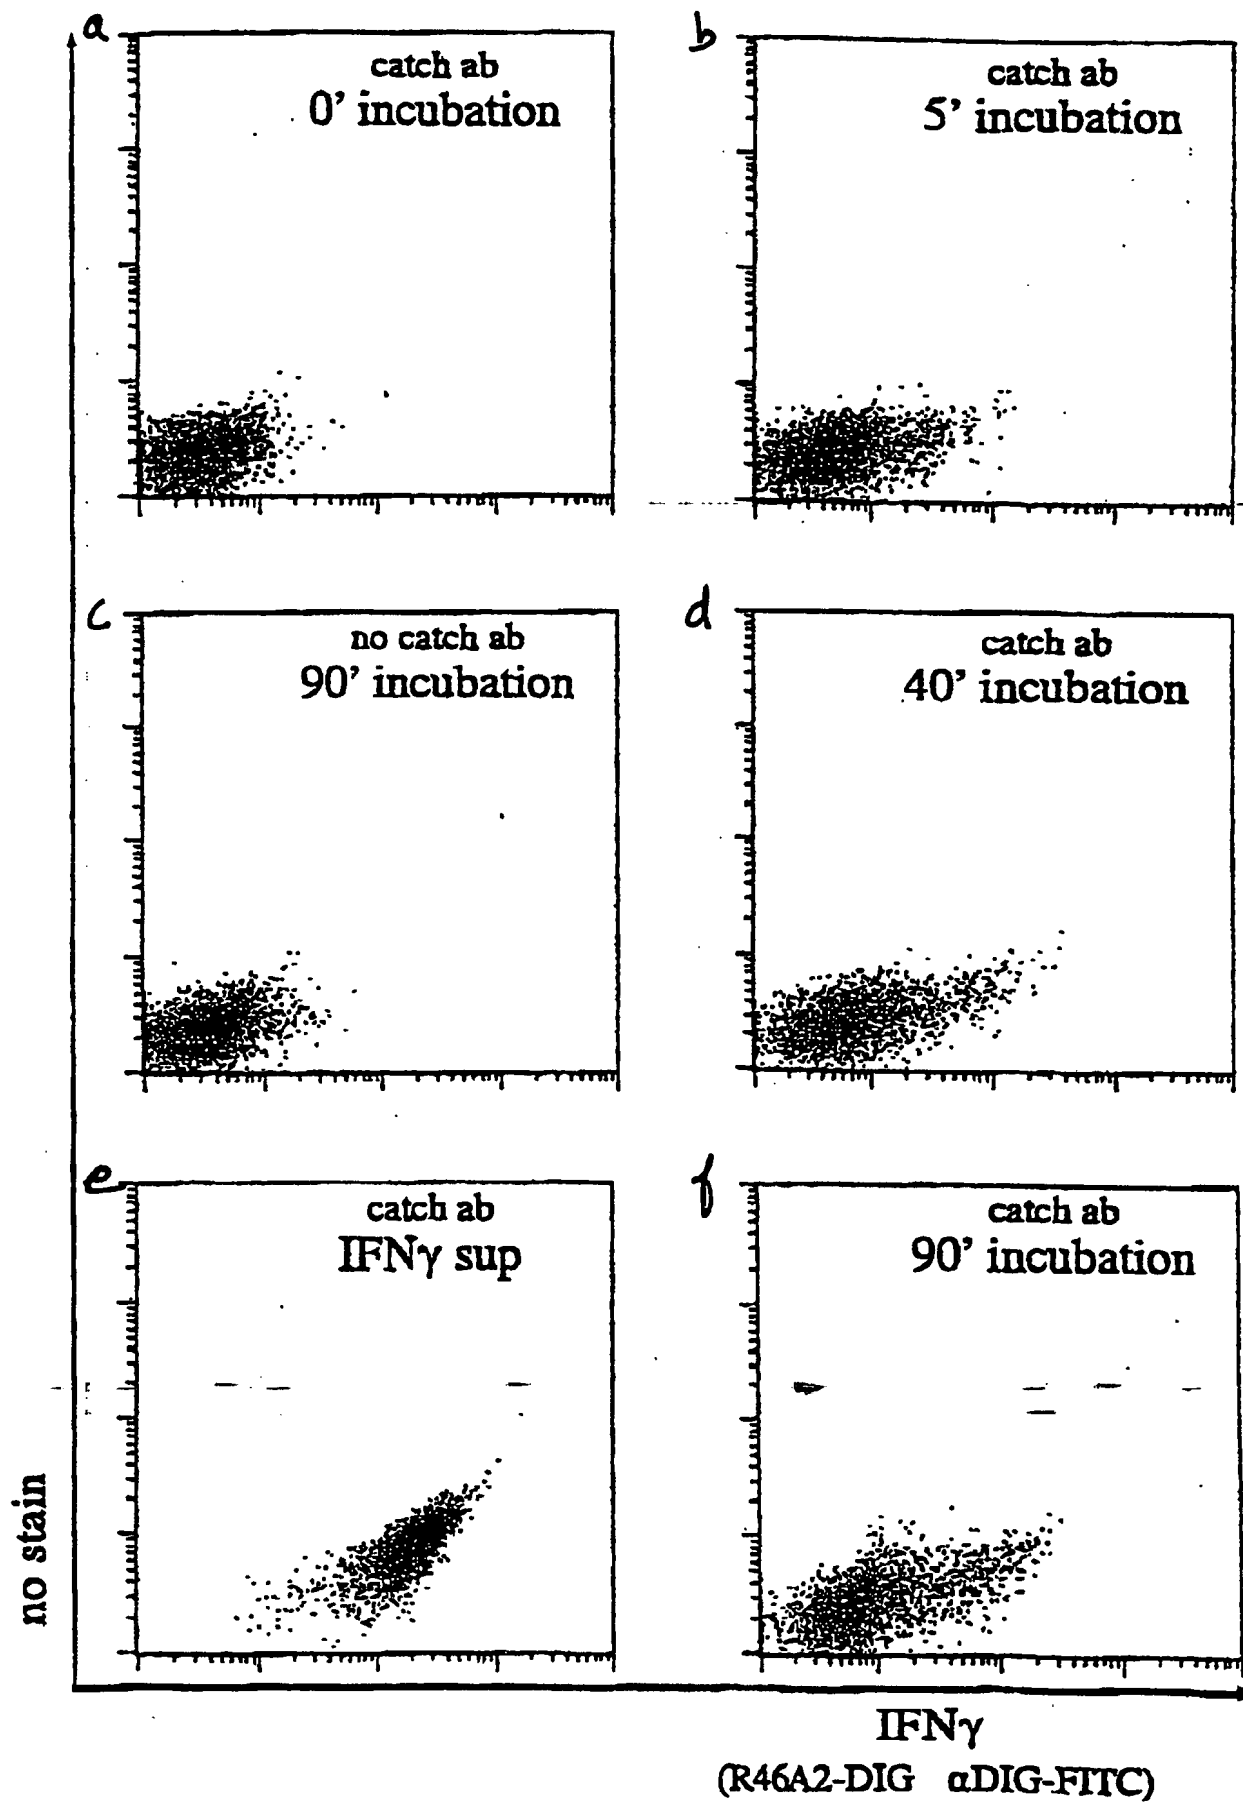 a
catch ab
0' incubation
b
catch ab
5' incubation
c
no catch ab
90' incubation
d
catch ab
40' incubation
e
catch ab
IFNγ sup
f
catch ab
90' incubation
no stain
IFNγ
(R46A2-DIG αDIG-FITC)